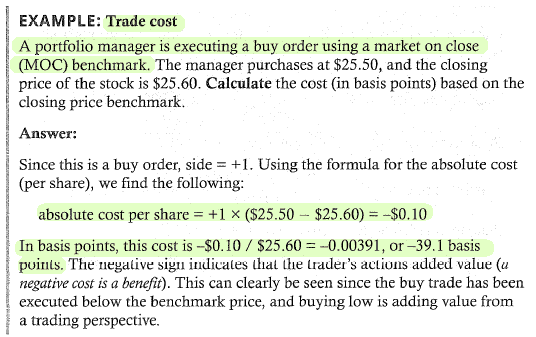 EXAMPLE: Trade cost
A portfolio manager is executing a buy order using a market on close
(MOC) benchmark. The manager purchases at $25.50, and the closing
price of the stock is $25.60. Calculate the cost (in basis points) based on the
closing price benchmark.
Answer:
Since this is a buy order, side = +1. Using the formula for the absolute cost
(per share), we find the following:
absolute cost per share = +1 × ($25.50 − $25.60) = −$0.10
In basis points, this cost is −$0.10 / $25.60 = −0.00391, or −39.1 basis
points. The negative sign indicates that the trader's actions added value (a
negative cost is a benefit). This can clearly be seen since the buy trade has been
executed below the benchmark price, and buying low is adding value from
a trading perspective.